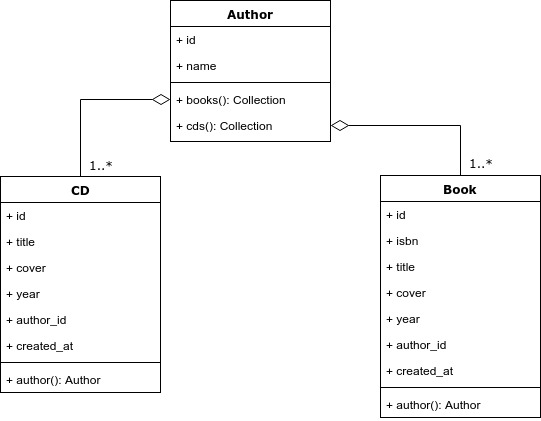 Author
+ id
+ name
+ books(): Collection
+ cds(): Collection
1..*
CD
+ id
+ title
+ cover
+ year
+ author_id
+ created_at
+ author(): Author
1..*
Book
+ id
+ isbn
+ title
+ cover
+ year
+ author_id
+ created_at
+ author(): Author